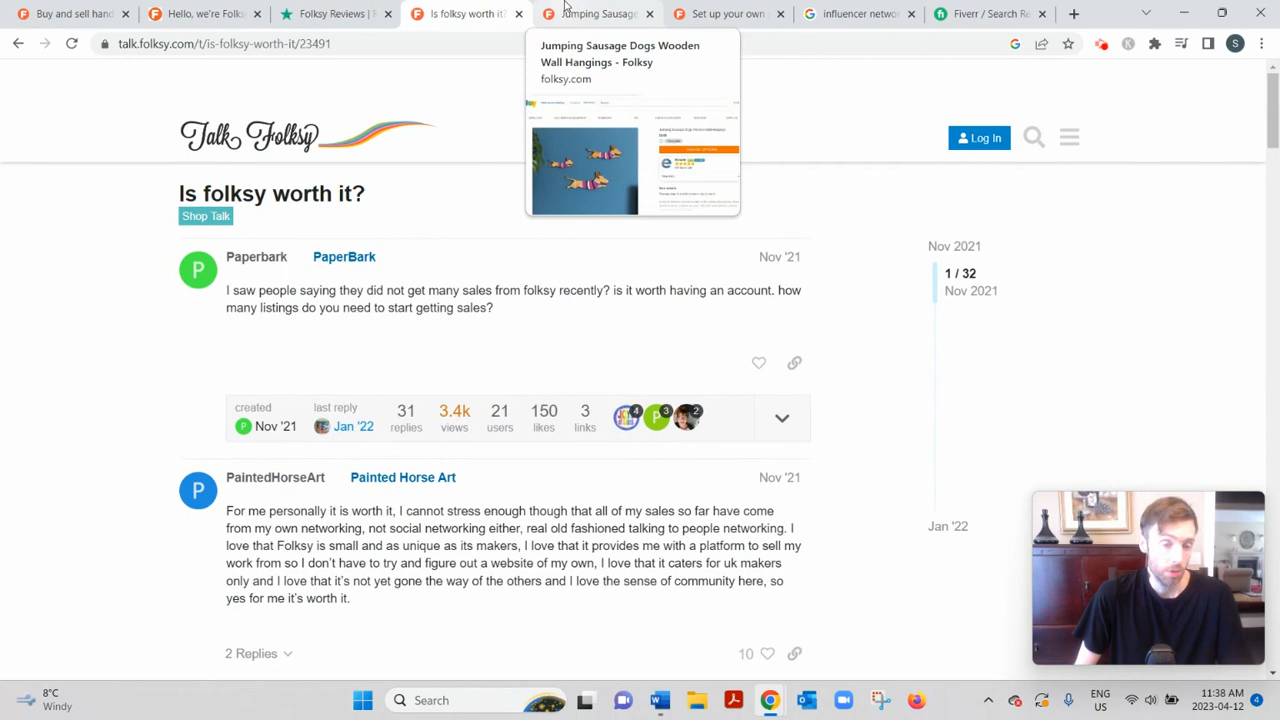 Buy and sell hand
Hello, we're Folks
Folksy Reviews | R
Is folksy worth it?
Jumping Sausage
Set up your own
influencer netwo
Fiverr / Search Re
talk.folksy.com/t/is-folksy-worth-it/23491
S
Jumping Sausage Dogs Wooden
Wall Hangings - Folksy
folksy.com
Talk Folksy
Log In
Is folksy worth it?
Shop Talk
Paperbark PaperBark Nov '21
I saw people saying they did not get many sales from folksy recently? is it worth having an account. how
many listings do you need to start getting sales?
Nov 2021
1 / 32
Nov 2021
created last reply 31 3.4k 21 150 3 4 3 2
P Nov '21 Jan '22 replies views users likes links P
PaintedHorseArt Painted Horse Art Nov '21
For me personally it is worth it, I cannot stress enough though that all of my sales so far have come
from my own networking, not social networking either, real old fashioned talking to people networking. I
love that Folksy is small and as unique as its makers, I love that it provides me with a platform to sell my
work from so I don't have to try and figure out a website of my own, I love that it caters for uk makers
only and I love that it's not yet gone the way of the others and I love the sense of community here, so
yes for me it's worth it.
Jan '22
2 Replies 10
8°C
Windy
Search
ENG
US
11:38 AM
2023-04-12
4